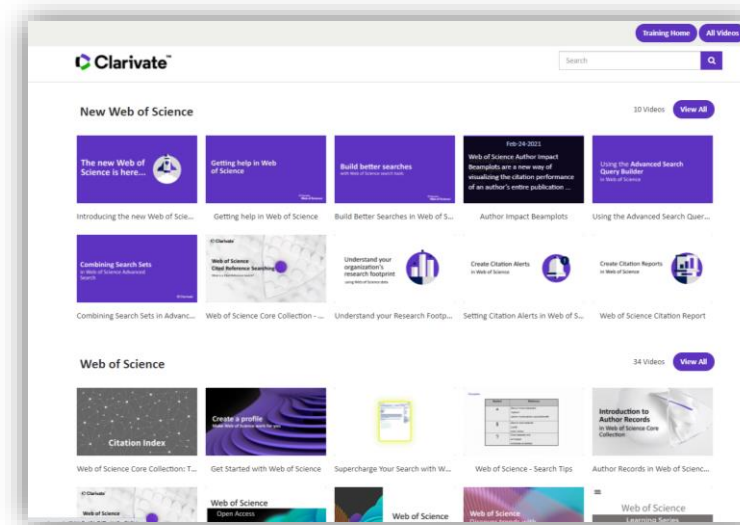 Training Home
All Videos
Clarivate™
Search
New Web of Science
10 Videos
View All
The new Web of
Science is here...
Getting help in Web
of Science
Build better searches
with Web of Science search tools
Feb-24-2021
Web of Science Author Impact
Beamplots are a new way of
visualizing the citation performance
of an author's entire publication ...
Using the Advanced Search
Query Builder
in Web of Science
Introducing the new Web of Scie...
Getting help in Web of Science
Build Better Searches in Web of S...
Author Impact Beamplots
Using the Advanced Search Quer...
Combining Search Sets
in Web of Science Advanced
Search
Clarivate
Web of Science
Cited Reference Searching
Understand your
organization's
research footprint
using Web of Science data
Create Citation Alerts
in Web of Science
Create Citation Reports
in Web of Science
Combining Search Sets in Advanc...
Web of Science Core Collection - ...
Understand your Research Footp...
Setting Citation Alerts in Web of S...
Web of Science Citation Report
Web of Science
34 Videos
View All
Citation Index
Create a profile
Make Web of Science work for you
Introduction to
Author Records
in Web of Science Core
Collection
Web of Science Core Collection: T...
Get Started with Web of Science
Supercharge Your Search with W...
Web of Science - Search Tips
Author Records in Web of Scienc...
Clarivate
Web of Science
Web of Science
Open Access
Web of Science
Web of Science
Web of Science
Learning Series